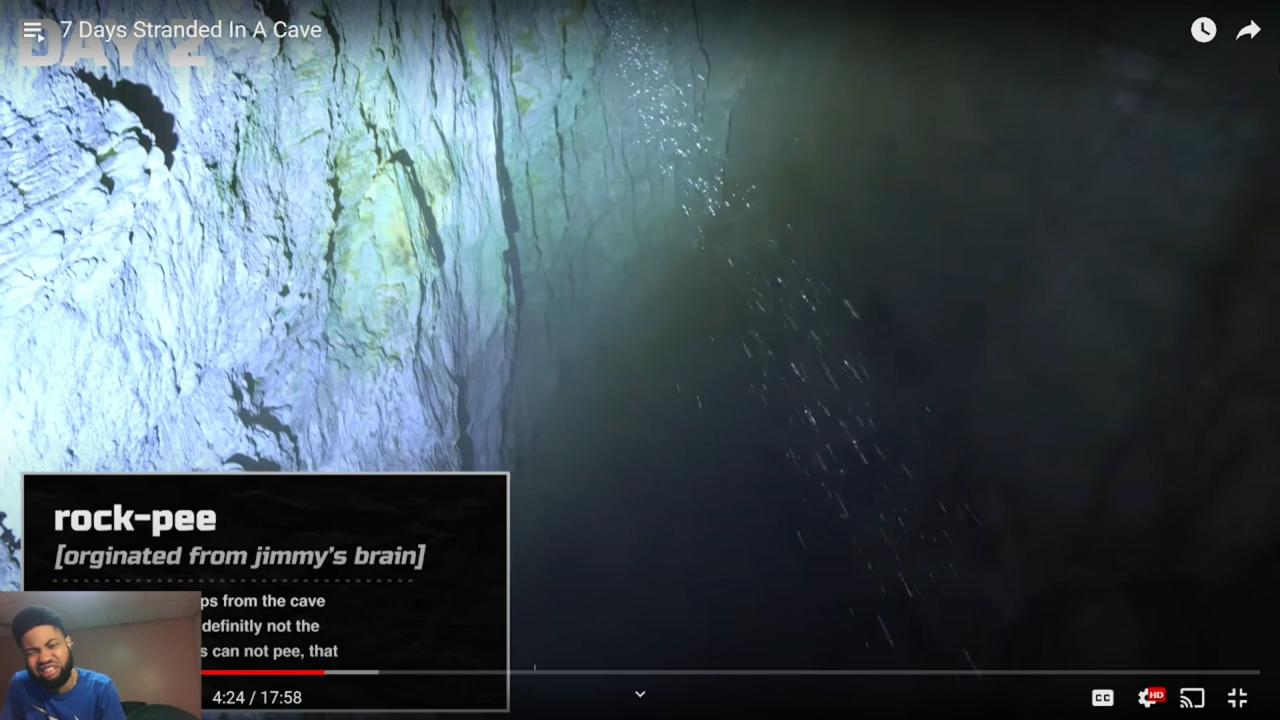 7 Days Stranded In A Cave
DAY 2
rock-pee
[orginated from jimmy's brain]
ps from the cave
definitly not the
s can not pee, that
4:24 / 17:58
CC
HD